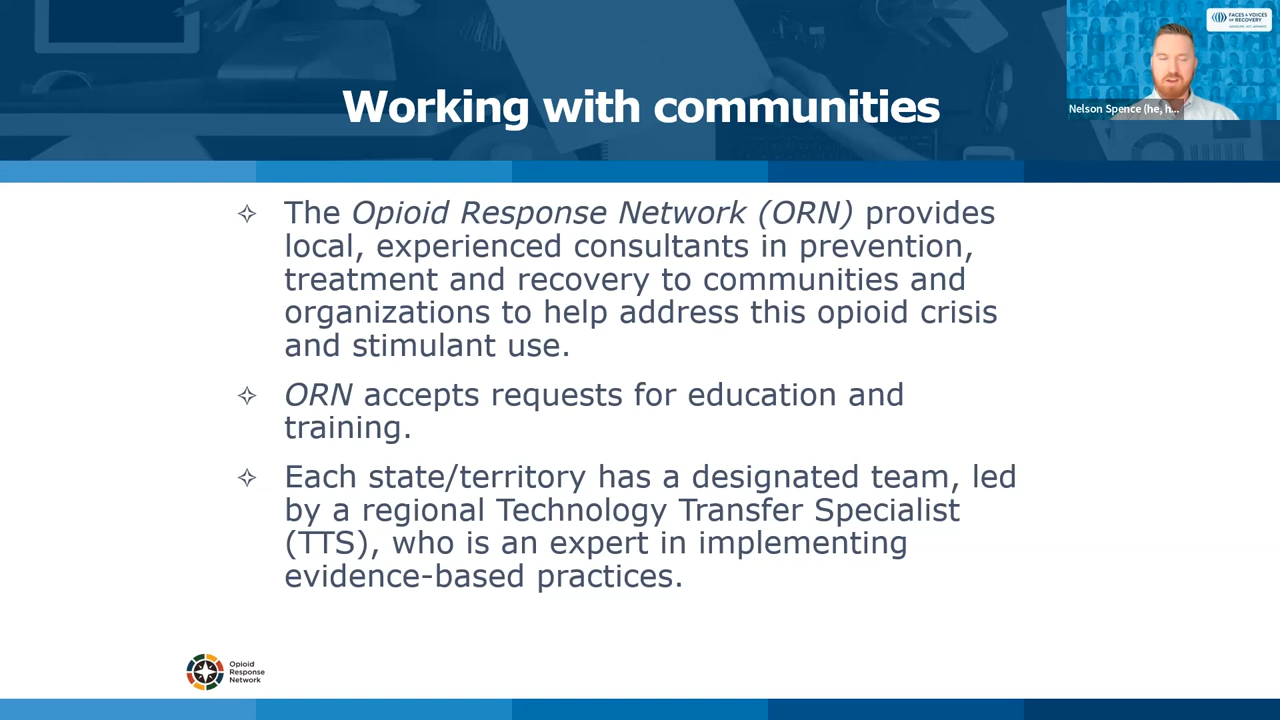 Working with communities
FACES & VOICES
OF RECOVERY
Nelson Spence (he, h...
The Opioid Response Network (ORN) provides
local, experienced consultants in prevention,
treatment and recovery to communities and
organizations to help address this opioid crisis
and stimulant use.
ORN accepts requests for education and
training.
Each state/territory has a designated team, led
by a regional Technology Transfer Specialist
(TTS), who is an expert in implementing
evidence-based practices.
Opioid
Response
Network